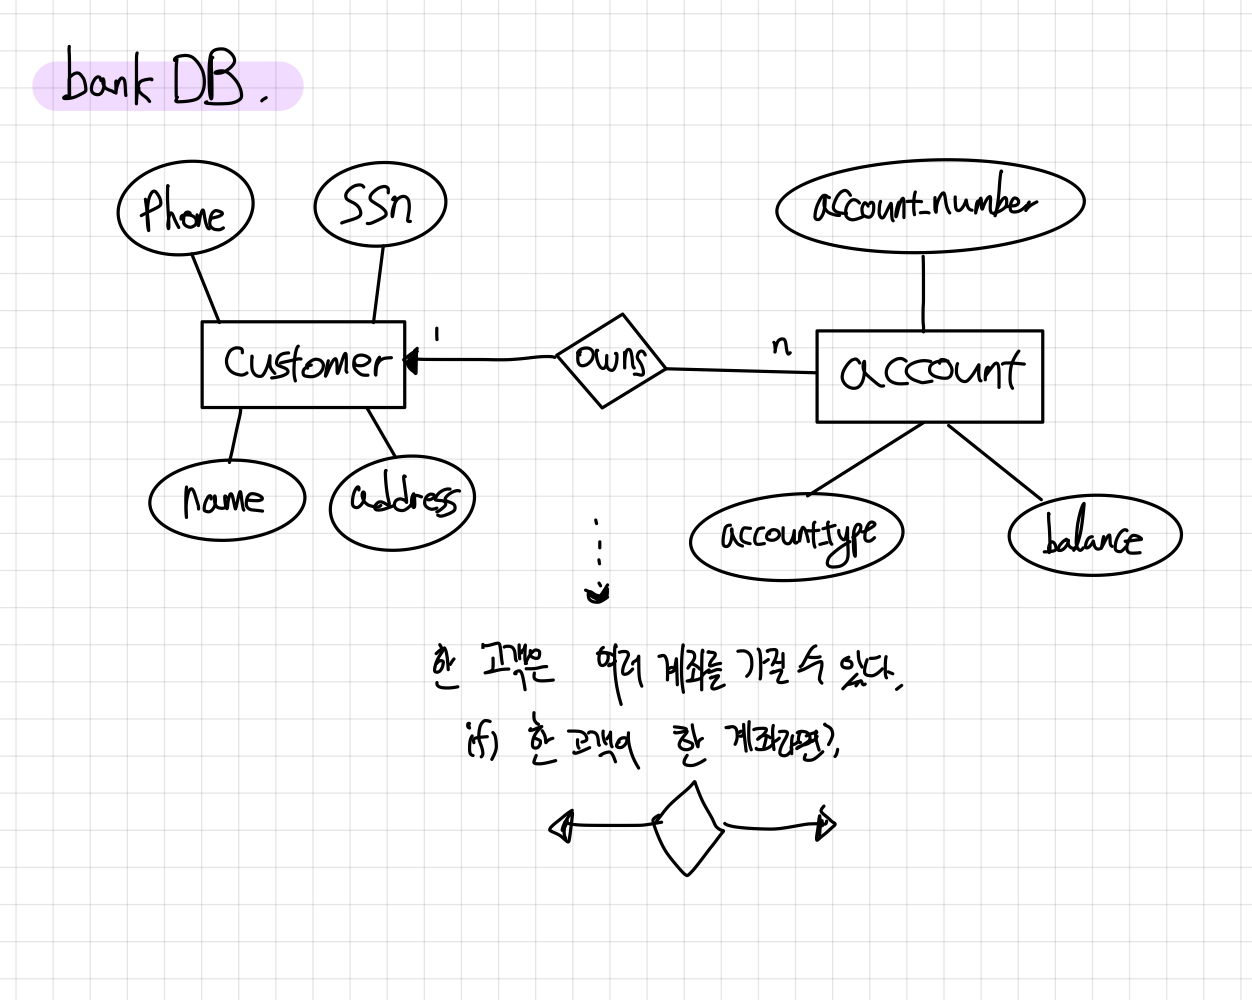 bank DB.
Phone
SSn
account_number
Customer
1
owns
n
account
name
address
account_type
balance
한 고객은 여러 계좌를 가질 수 있다.
if) 한 고객이 한 계좌라면?